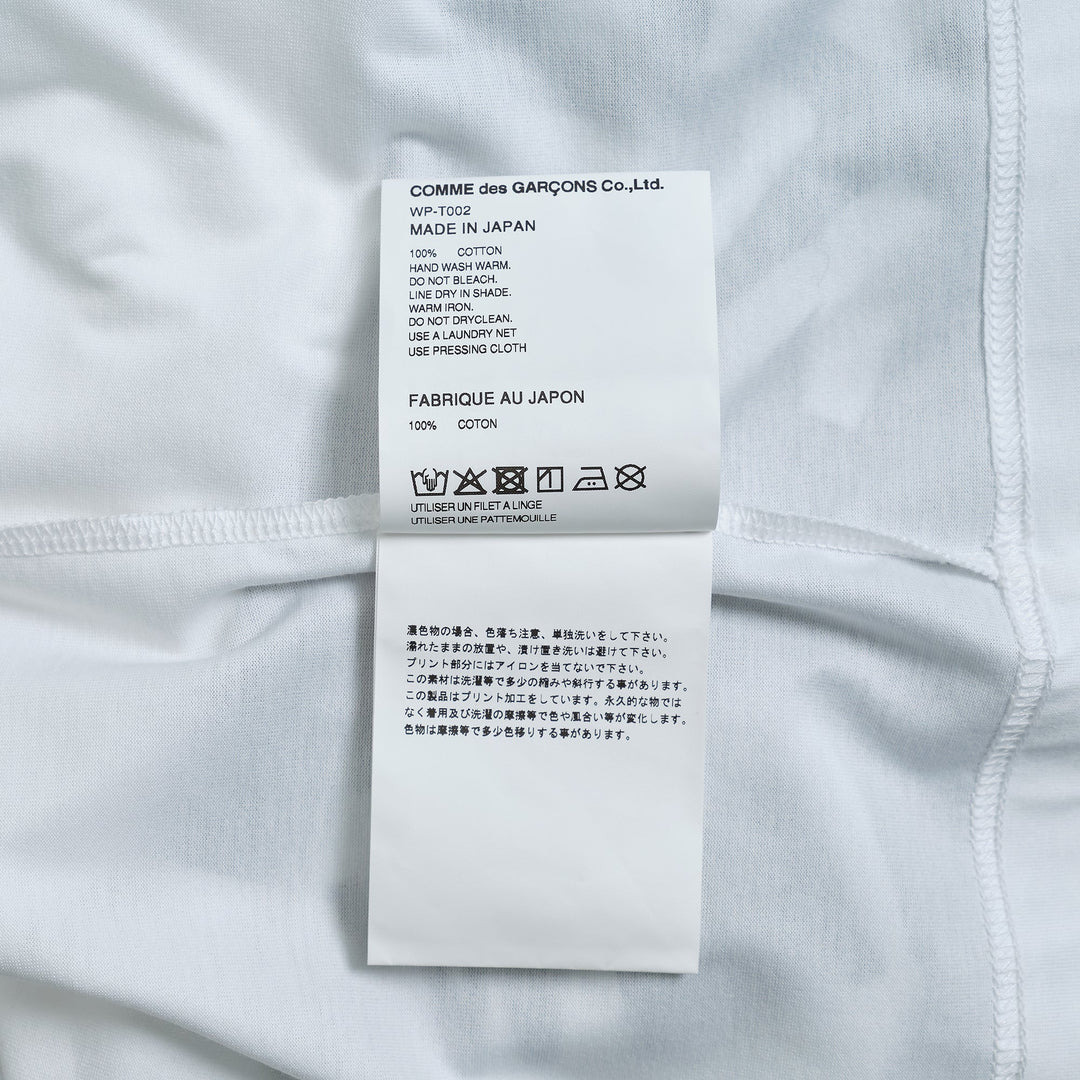 COMME des GARÇONS Co.,Ltd.
WP-T002
MADE IN JAPAN
100% COTTON
HAND WASH WARM.
DO NOT BLEACH.
LINE DRY IN SHADE.
WARM IRON.
DO NOT DRYCLEAN.
USE A LAUNDRY NET
USE PRESSING CLOTH
FABRIQUE AU JAPON
100% COTON
UTILISER UN FILET A LINGE
UTILISER UNE PATTEMOUILLE
濃色物の場合、色落ち注意、単独洗いをして下さい。
濡れたままの放置や、漬け置き洗いは避けて下さい。
プリント部分にはアイロンを当てないで下さい。
この素材は洗濯等で多少の縮みや斜行する事があります。
この製品はプリント加工をしています。永久的な物では
なく着用及び洗濯の摩擦等で色や風合い等が変化します。
色物は摩擦等で多少色移りする事があります。